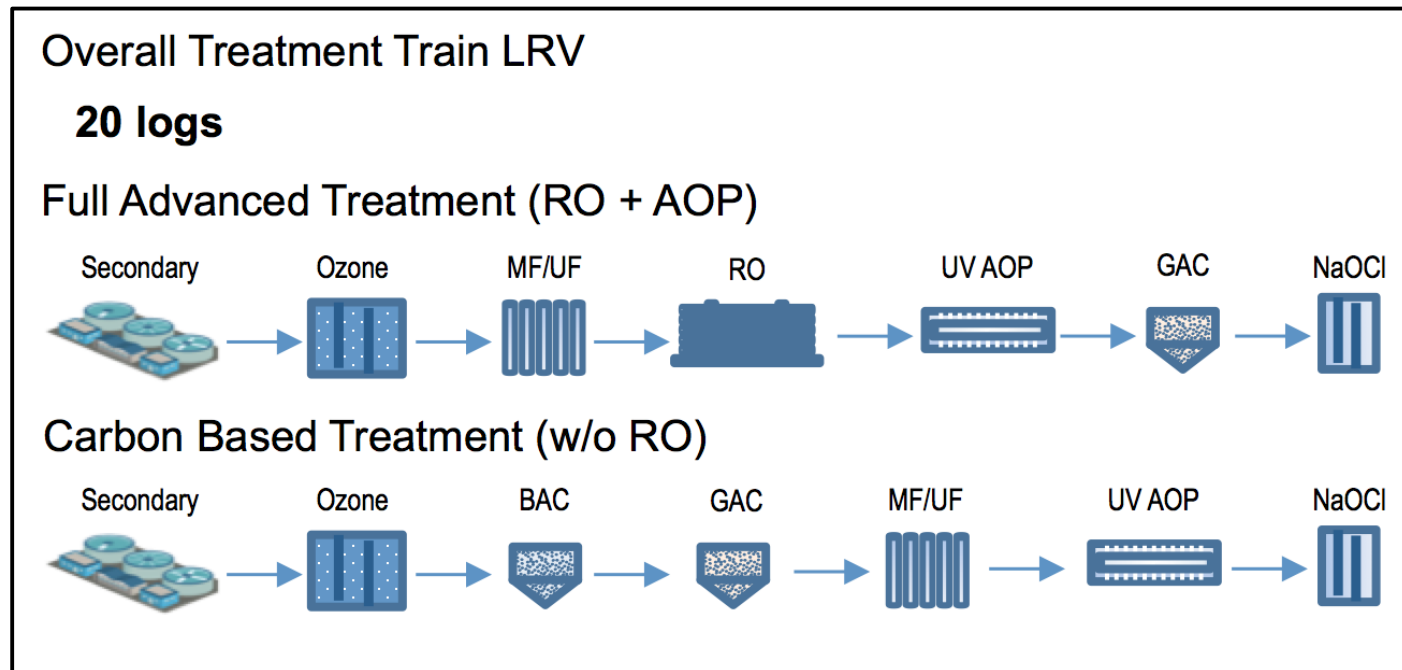 Overall Treatment Train LRV
20 logs
Full Advanced Treatment (RO + AOP)
Secondary Ozone MF/UF RO UV AOP GAC NaOCl
Carbon Based Treatment (w/o RO)
Secondary Ozone BAC GAC MF/UF UV AOP NaOCl